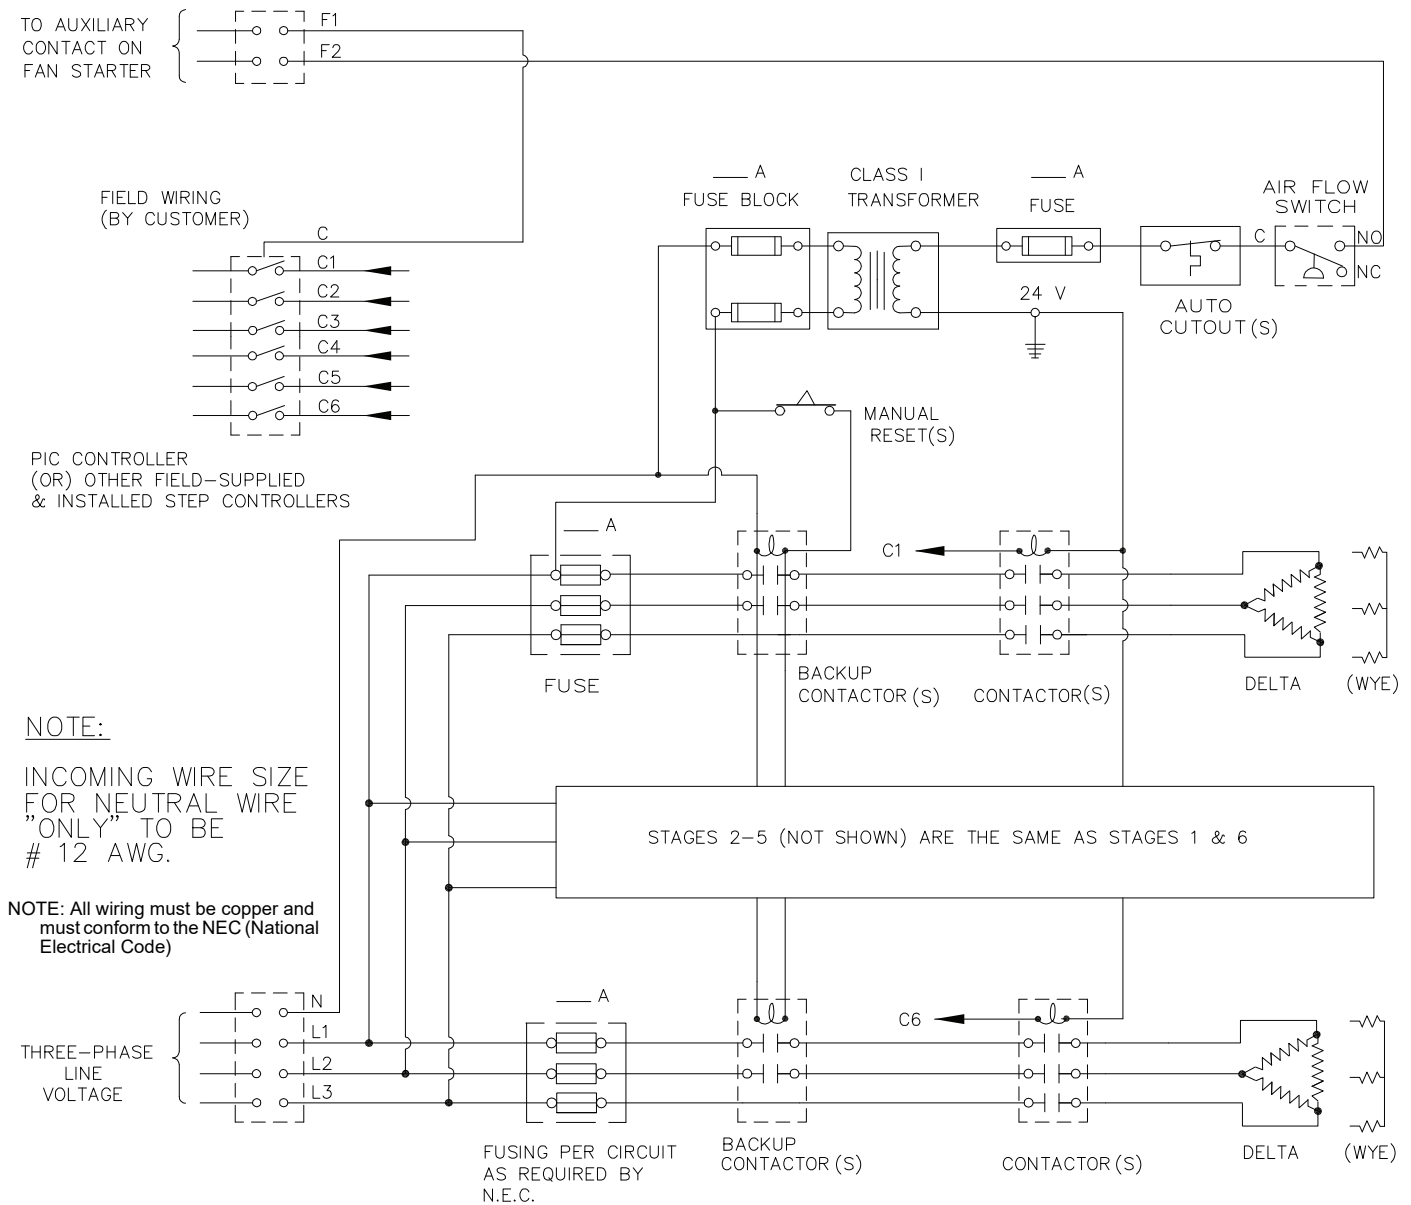 TO AUXILIARY
CONTACT ON
FAN STARTER
F1
F2
FIELD WIRING
(BY CUSTOMER)
C
C1
C2
C3
C4
C5
C6
PIC CONTROLLER
(OR) OTHER FIELD-SUPPLIED
& INSTALLED STEP CONTROLLERS
A
FUSE BLOCK
CLASS I
TRANSFORMER
A
FUSE
AIR FLOW
SWITCH
C
NO
NC
24 V
AUTO
CUTOUT(S)
MANUAL
RESET(S)
A
FUSE
C1
BACKUP
CONTACTOR(S)
CONTACTOR(S)
DELTA
(WYE)
NOTE:
INCOMING WIRE SIZE
FOR NEUTRAL WIRE
"ONLY" TO BE
# 12 AWG.
STAGES 2-5 (NOT SHOWN) ARE THE SAME AS STAGES 1 & 6
NOTE: All wiring must be copper and
must conform to the NEC (National
Electrical Code)
THREE-PHASE
LINE
VOLTAGE
N
L1
L2
L3
A
C6
FUSING PER CIRCUIT
AS REQUIRED BY
N.E.C.
BACKUP
CONTACTOR(S)
CONTACTOR(S)
DELTA
(WYE)